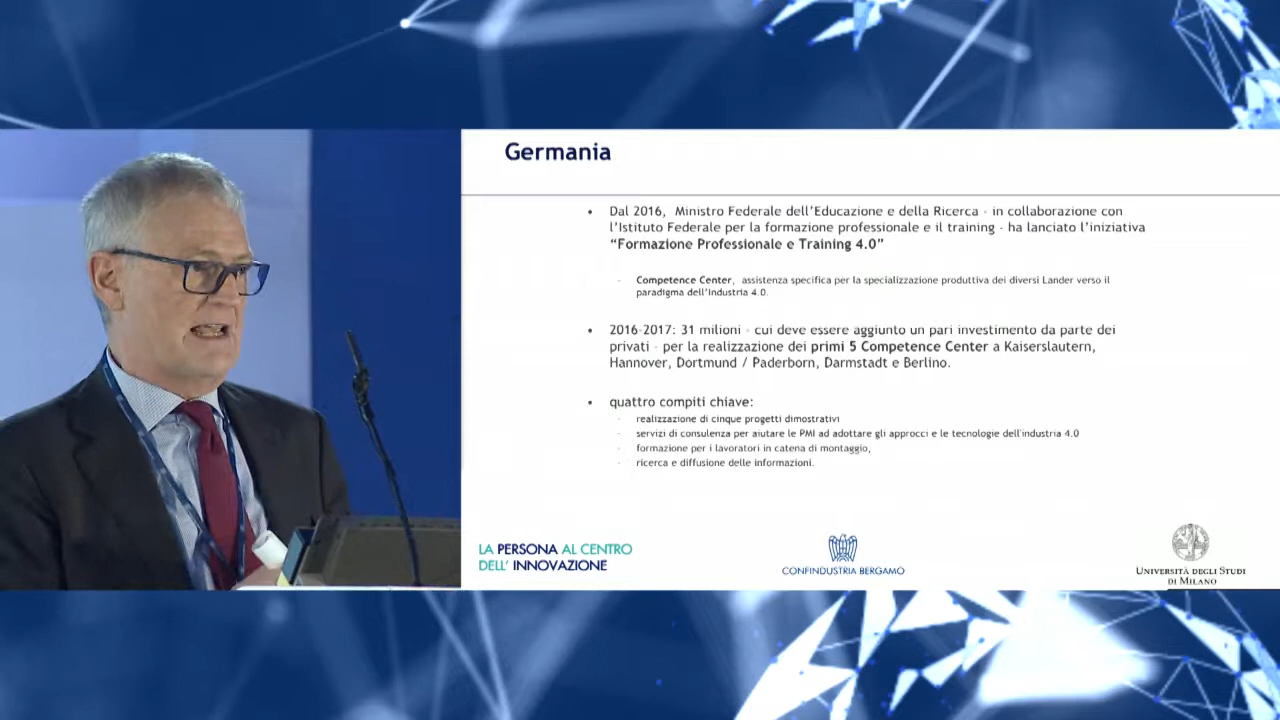 Germania
• Dal 2016, Ministro Federale dell'Educazione e della Ricerca - in collaborazione con
l'Istituto Federale per la formazione professionale e il training - ha lanciato l'iniziativa
"Formazione Professionale e Training 4.0"
- Competence Center, assistenza specifica per la specializzazione produttiva dei diversi Lander verso il
paradigma dell'Industria 4.0.
• 2016-2017: 31 milioni - cui deve essere aggiunto un pari investimento da parte dei
privati - per la realizzazione dei primi 5 Competence Center a Kaiserslautern,
Hannover, Dortmund / Paderborn, Darmstadt e Berlino.
• quattro compiti chiave:
- realizzazione di cinque progetti dimostrativi
- servizi di consulenza per aiutare le PMI ad adottare gli approcci e le tecnologie dell'industria 4.0
- formazione per i lavoratori in catena di montaggio,
- ricerca e diffusione delle informazioni.
LA PERSONA AL CENTRO
DELL' INNOVAZIONE
CONFINDUSTRIA BERGAMO
UNIVERSITÀ DEGLI STUDI
DI MILANO